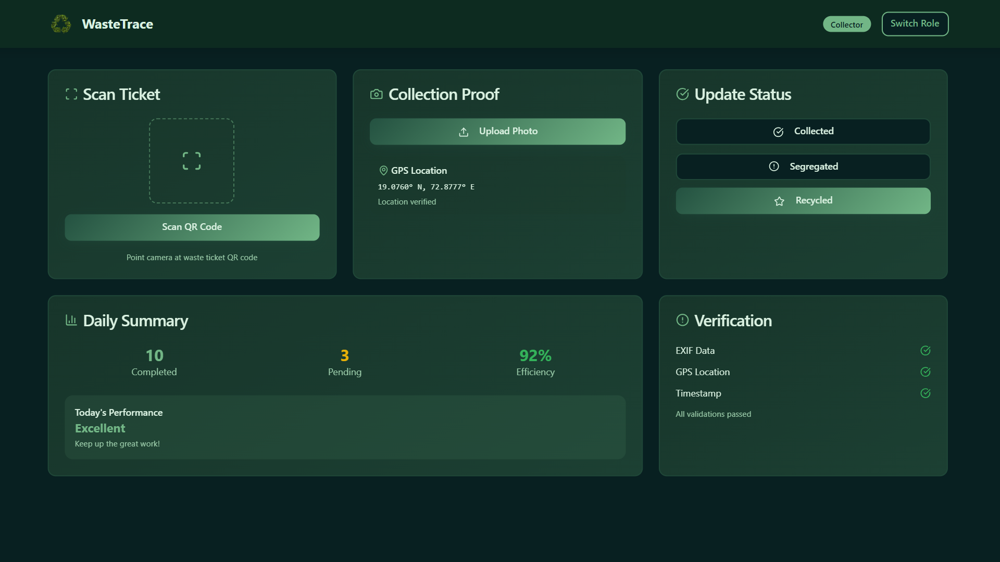 WasteTrace
Collector
Switch Role
Scan Ticket
Scan QR Code
Point camera at waste ticket QR code
Collection Proof
Upload Photo
GPS Location
19.0760° N, 72.8777° E
Location verified
Update Status
Collected
Segregated
Recycled
Daily Summary
10
Completed
3
Pending
92%
Efficiency
Today's Performance
Excellent
Keep up the great work!
Verification
EXIF Data
GPS Location
Timestamp
All validations passed